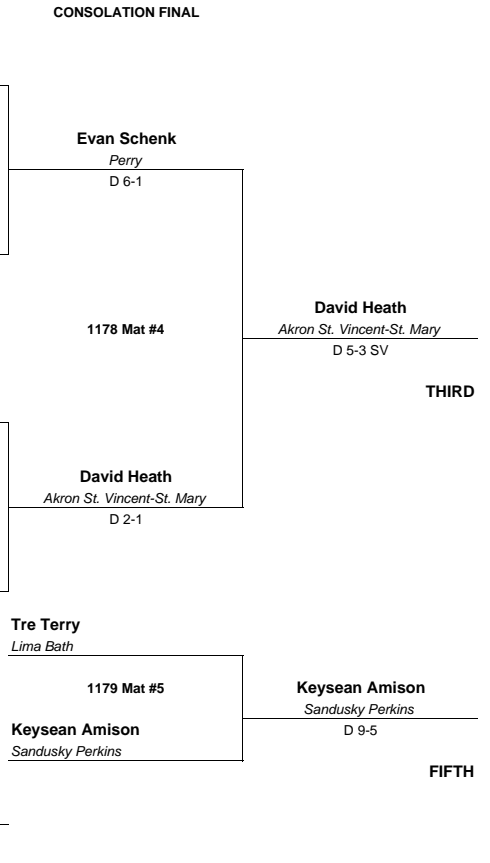 CONSOLATION FINAL
Evan Schenk
Perry
D 6-1
1178 Mat #4
David Heath
Akron St. Vincent-St. Mary
D 5-3 SV
THIRD
David Heath
Akron St. Vincent-St. Mary
D 2-1
Tre Terry
Lima Bath
1179 Mat #5
Keysean Amison
Sandusky Perkins
D 9-5
Keysean Amison
Sandusky Perkins
FIFTH